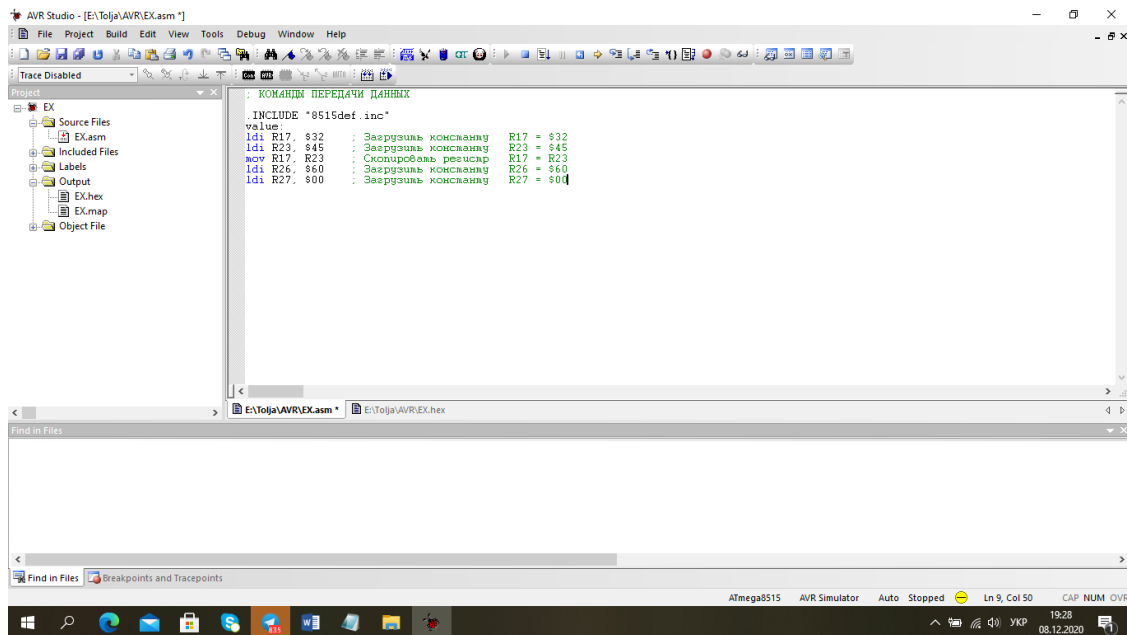 AVR Studio - [E:\Tolja\AVR\EX.asm *]
File Project Build Edit View Tools Debug Window Help
Trace Disabled
Project
EX
Source Files
EX.asm
Included Files
Labels
Output
EX.hex
EX.map
Object File
; КОМАНДЫ ПЕРЕДАЧИ ДАННЫХ
.INCLUDE "8515def.inc"
value:
ldi R17, $32 ; Загрузить константу R17 = $32
ldi R23, $45 ; Загрузить константу R23 = $45
mov R17, R23 ; Скопировать регистр R17 = R23
ldi R26, $60 ; Загрузить константу R26 = $60
ldi R27, $00 ; Загрузить константу R27 = $00
E:\Tolja\AVR\EX.asm * E:\Tolja\AVR\EX.hex
Find in Files
Find in Files Breakpoints and Tracepoints
ATmega8515 AVR Simulator Auto Stopped Ln 9, Col 50 CAP NUM OVR
835
УКР
19:28
08.12.2020